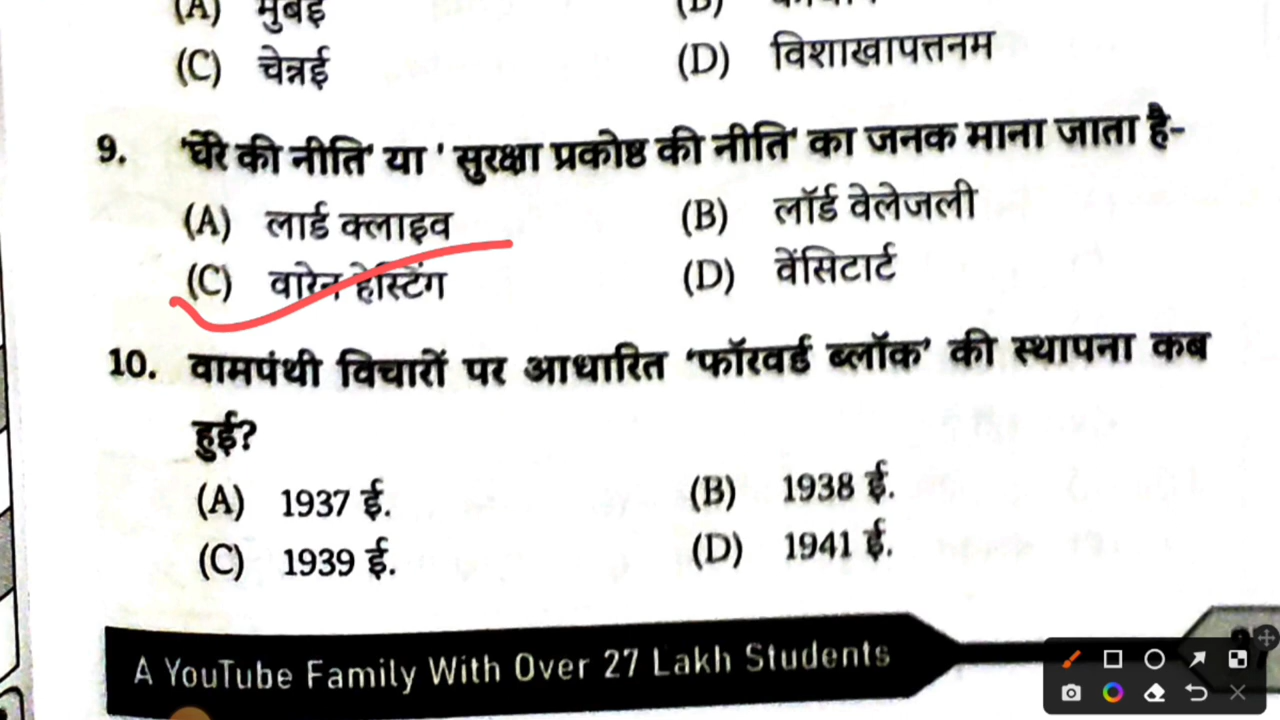 (A) मुंबई (B)
(C) चेन्नई (D) विशाखापत्तनम
9. 'घेरे की नीति' या ' सुरक्षा प्रकोष्ठ की नीति' का जनक माना जाता है-
(A) लार्ड क्लाइव (B) लॉर्ड वेलेजली
(C) वारेन हेस्टिंग (D) वेंसिटार्ट
10. वामपंथी विचारों पर आधारित 'फॉरवर्ड ब्लॉक' की स्थापना कब
हुई?
(A) 1937 ई. (B) 1938 ई.
(C) 1939 ई. (D) 1941 ई.
A YouTube Family With Over 27 Lakh Students